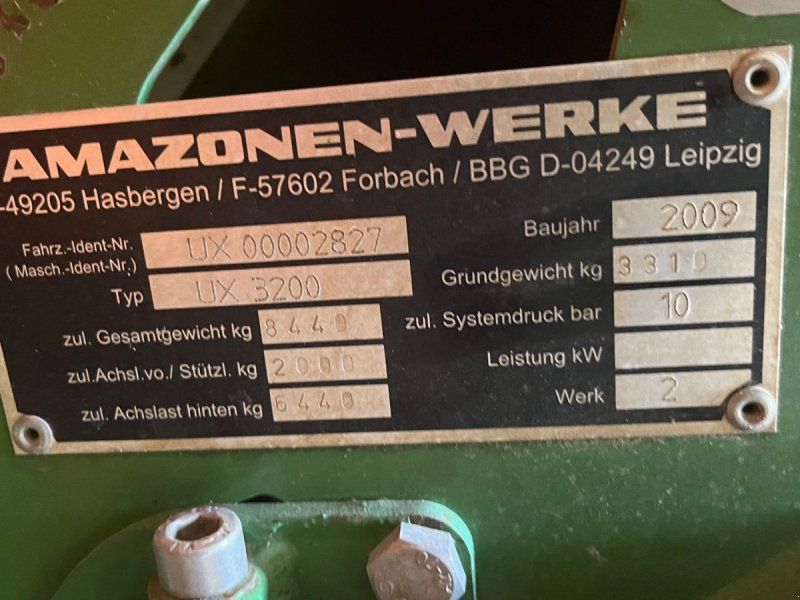 AMAZONEN-WERKE
-49205 Hasbergen / F-57602 Forbach / BBG D-04249 Leipzig
Fahrz.-Ident-Nr. UX 00002827 Baujahr 2009
(Masch.-Ident-Nr.)
Typ UX 3200 Grundgewicht kg 3310
zul. Gesamtgewicht kg 8440 zul. Systemdruck bar 10
zul.Achsl.vo./ Stützl. kg 2000 Leistung kW
zul. Achslast hinten kg 6440 Werk 2